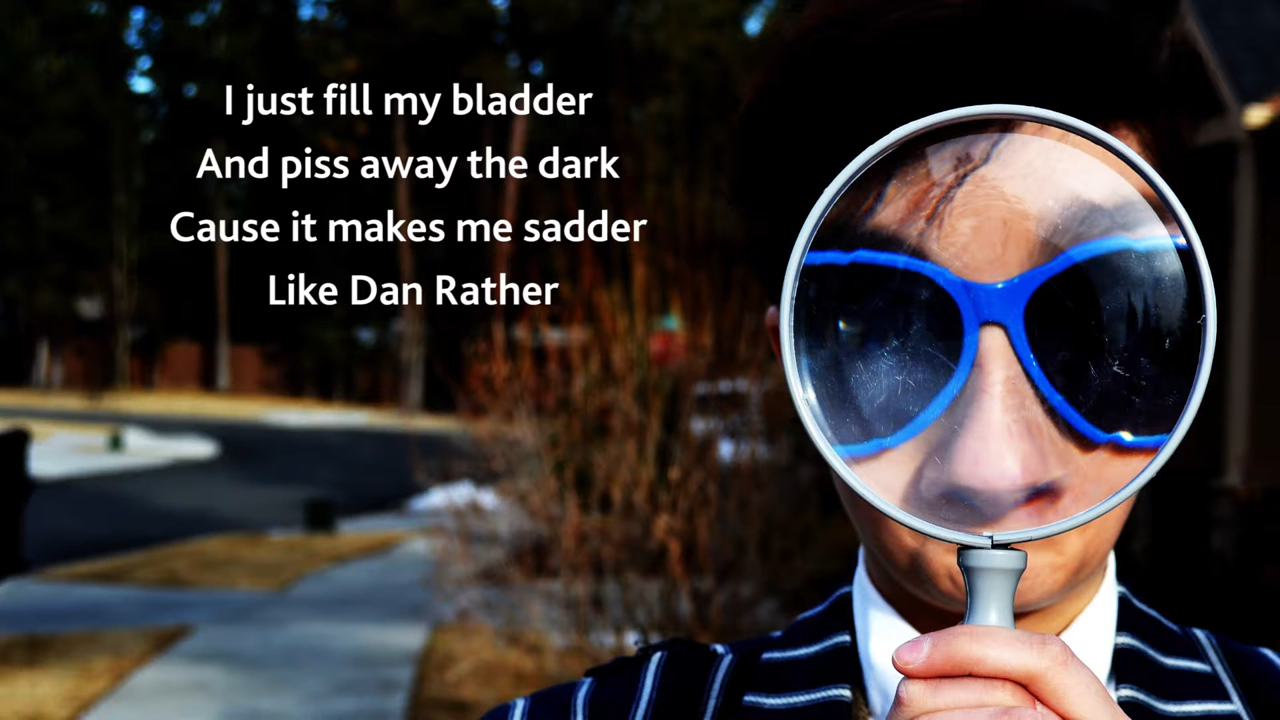 I just fill my bladder
And piss away the dark
Cause it makes me sadder
Like Dan Rather